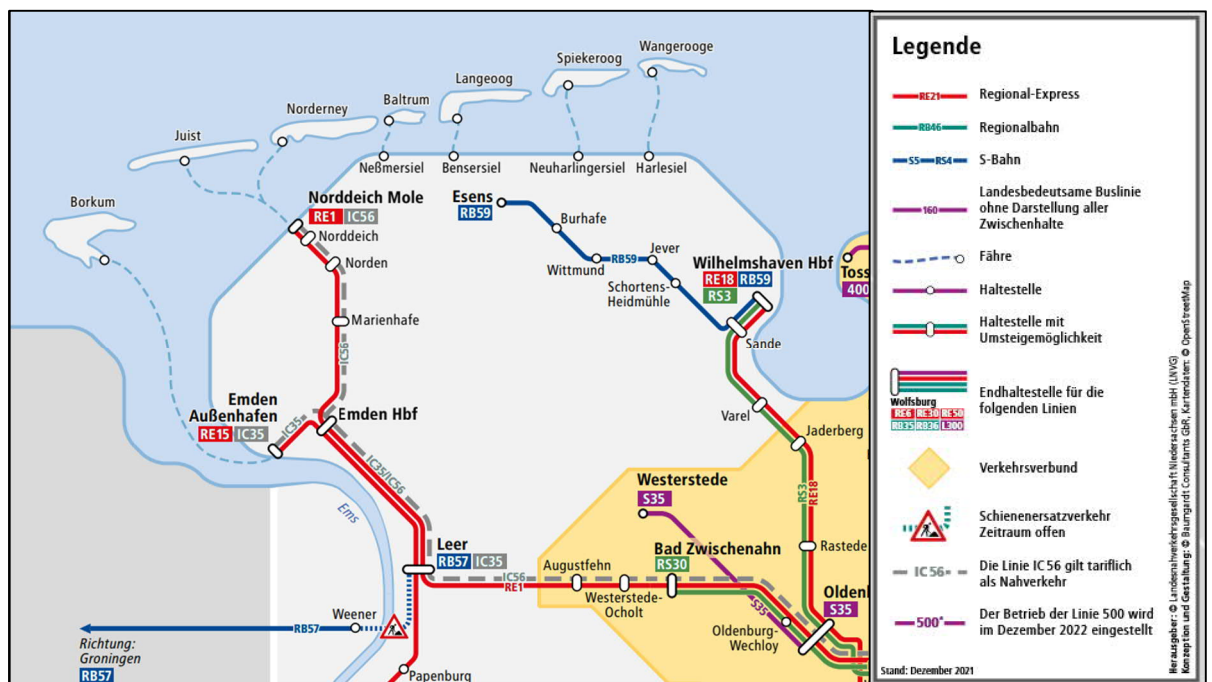 Wangerooge
Spiekeroog
Langeoog
Baltrum
Norderney
Juist
Borkum
Neßmersiel
Bensersiel
Neuharlingersiel
Harlesiel
Norddeich Mole
RE1 IC56
Norddeich
Norden
Marienhafe
IC56
Esens
RB59
Burhafe
Wittmund
RB59
Jever
Schortens-
Heidmühle
Wilhelmshaven Hbf
RE18 RB59
RS3
Toss
400
Sande
Varel
Jaderberg
RS3
RE18
Rastede
Emden
Außenhafen
RE15 IC35
IC35
Emden Hbf
IC35/IC56
Ems
Leer
RB57 IC35
IC56
RE1
Westerstede
S35
Bad Zwischenahn
RS30
Augustfehn
Westerstede-
Ocholt
S35
Oldenburg-
Wechloy
Olden
S35
Weener
RB57
Richtung:
Groningen
RB57
Papenburg
Legende
RE21 Regional-Express
RB46 Regionalbahn
S5 RS4 S-Bahn
160 Landesbedeutsame Buslinie
ohne Darstellung aller
Zwischenhalte
Fähre
Haltestelle
Haltestelle mit
Umsteigemöglichkeit
Endhaltestelle für die
folgenden Linien
Wolfsburg
RE6 RE30 RE50
RB35 RB36 L300
Verkehrsverbund
Schienenersatzverkehr
Zeitraum offen
IC 56 Die Linie IC 56 gilt tariflich
als Nahverkehr
500* Der Betrieb der Linie 500 wird
im Dezember 2022 eingestellt
Stand: Dezember 2021
Herausgeber: © Landesnahverkehrsgesellschaft Niedersachsen mbH (LNVG)
Konzeption und Gestaltung: © Baumgardt Consultants GbR, Kartendaten: © OpenStreetMap